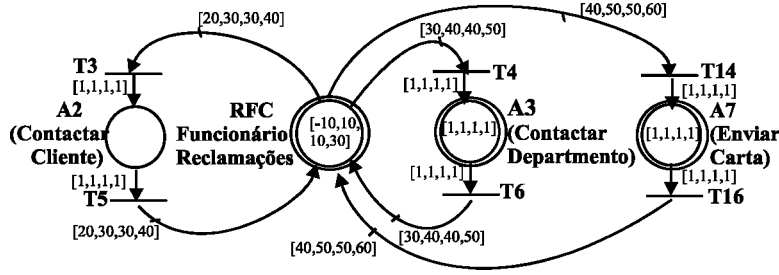 [20,30,30,40]
[30,40,40,50]
[40,50,50,60]
T3
T4
T14
[1,1,1,1]
[1,1,1,1]
[1,1,1,1]
A2
(Contactar
Cliente)
RFC
Funcionário
Reclamações
[-10,10,
10,30]
[1,1,1,1]
A3
(Contactar
Departmento)
[1,1,1,1]
A7
(Enviar
Carta)
[1,1,1,1]
[1,1,1,1]
[1,1,1,1]
T5
T6
T16
[20,30,30,40]
[40,50,50,60]
[30,40,40,50]